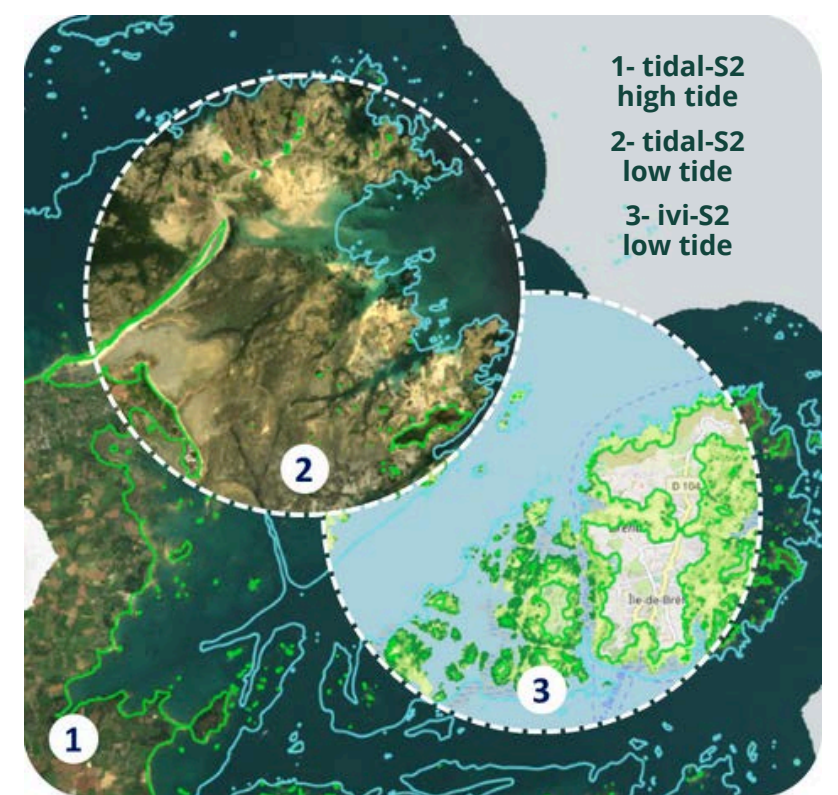 1- tidal-S2
high tide
2- tidal-S2
low tide
3- ivi-S2
low tide
2
D 104
Île-de-Bré
3
1